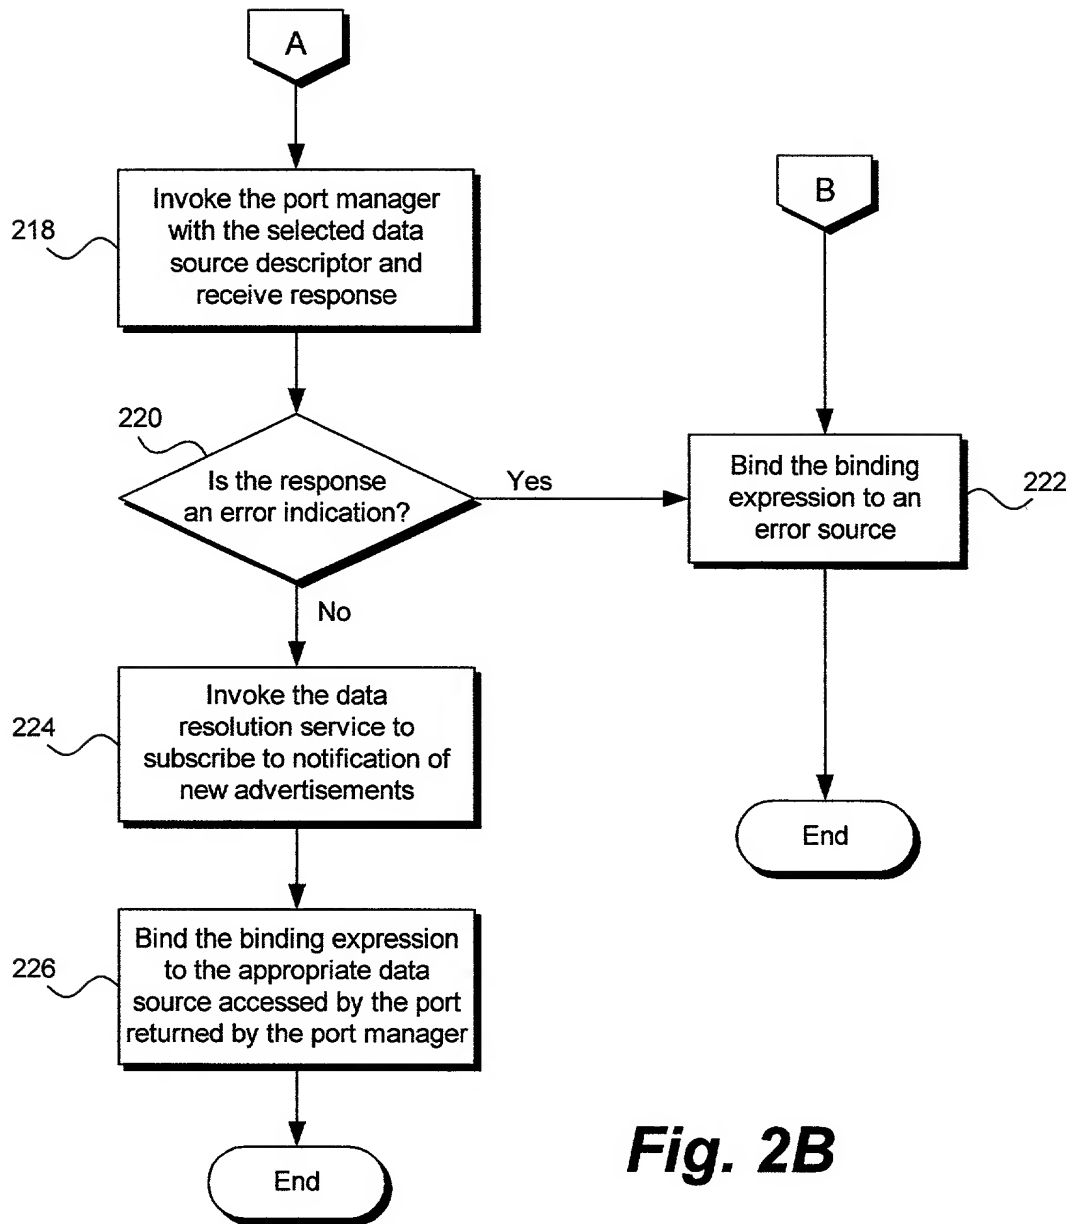 A
218
Invoke the port manager
with the selected data
source descriptor and
receive response
B
220
Is the response
an error indication?
Yes
Bind the binding
expression to an
error source
222
No
224
Invoke the data
resolution service to
subscribe to notification of
new advertisements
End
226
Bind the binding expression
to the appropriate data
source accessed by the port
returned by the port manager
End
Fig. 2B